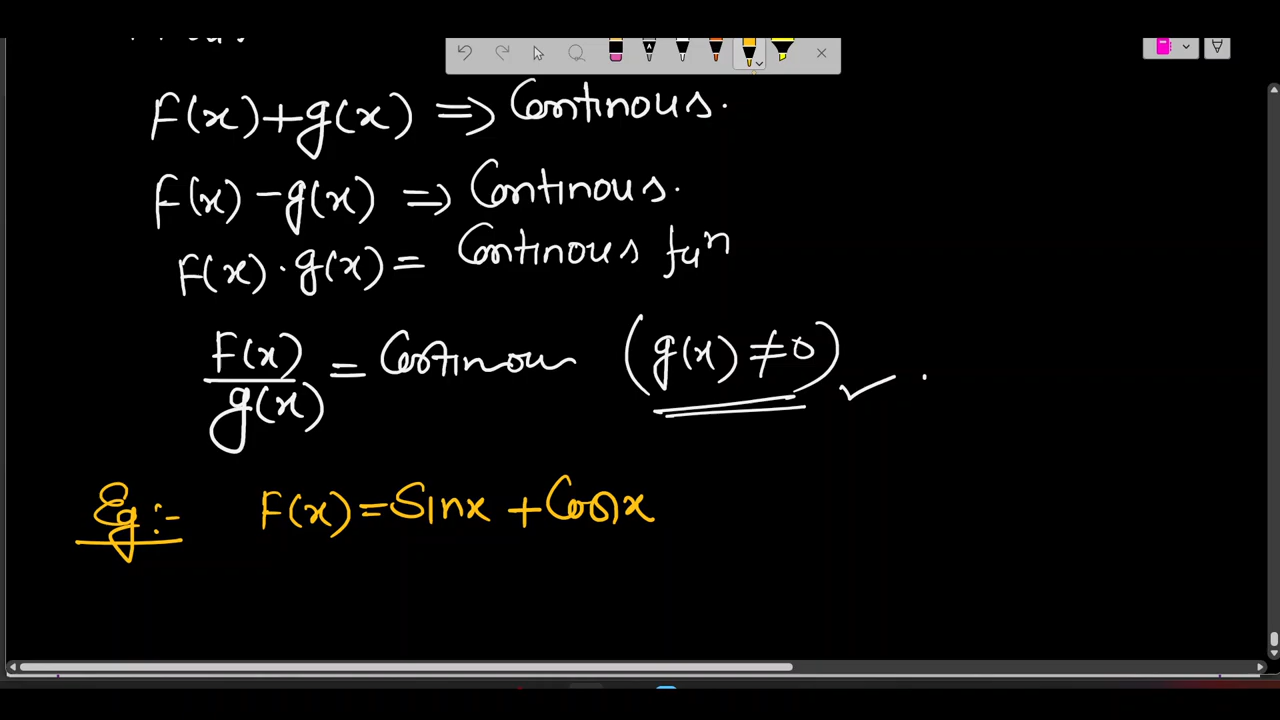 F(x)+g(x) ⇒ Continous.
F(x)-g(x) ⇒ Continous.
F(x)·g(x) = Continous fuⁿ
F(x)/g(x) = Continous (g(x) ≠ 0) ✓.
Eg:- F(x) = Sinx + Cosx